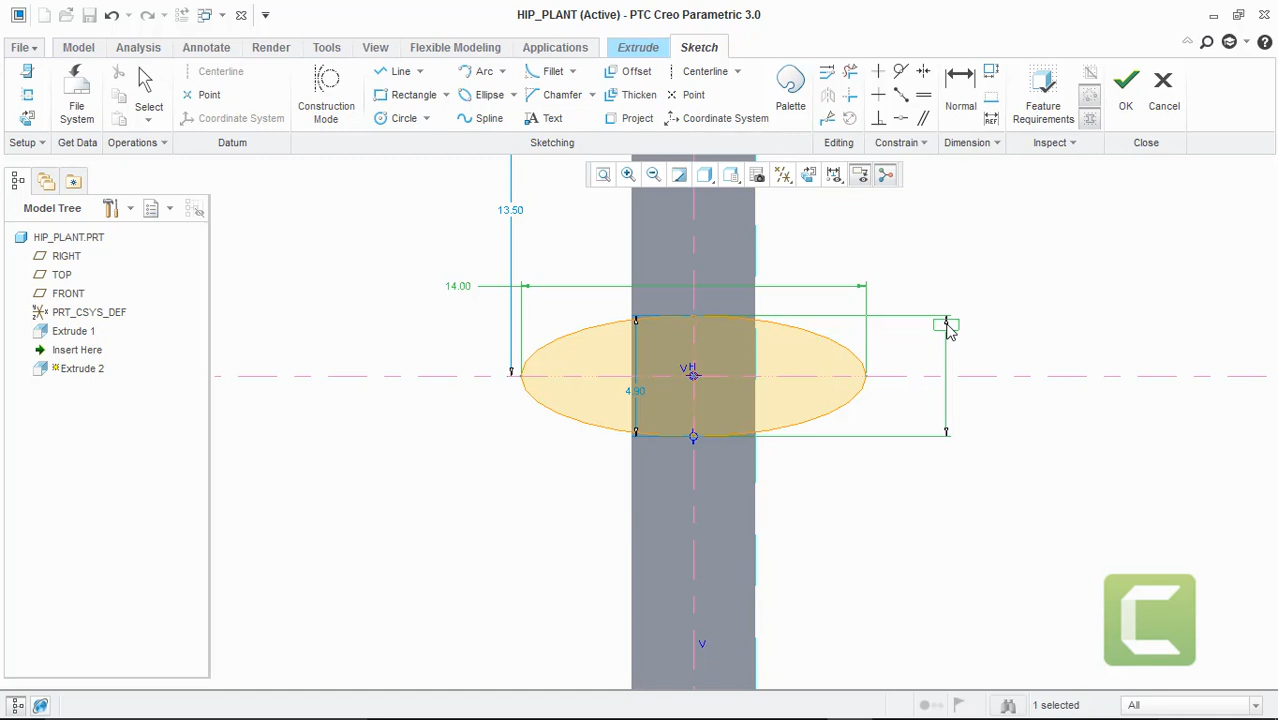 HIP_PLANT (Active) - PTC Creo Parametric 3.0
File Model Analysis Annotate Render Tools View Flexible Modeling Applications Extrude Sketch
Centerline Line Arc Fillet Offset Centerline
Point Rectangle Ellipse Chamfer Thicken Point
Coordinate System Circle Spline Text Project Coordinate System
File System Select Construction Mode Palette Normal Feature Requirements OK Cancel
Setup Get Data Operations Datum Sketching Editing Constrain Dimension Inspect Close
Model Tree
HIP_PLANT.PRT
RIGHT
TOP
FRONT
PRT_CSYS_DEF
Extrude 1
Insert Here
Extrude 2
13.50
14.00
V H
4.90
V
1 selected All